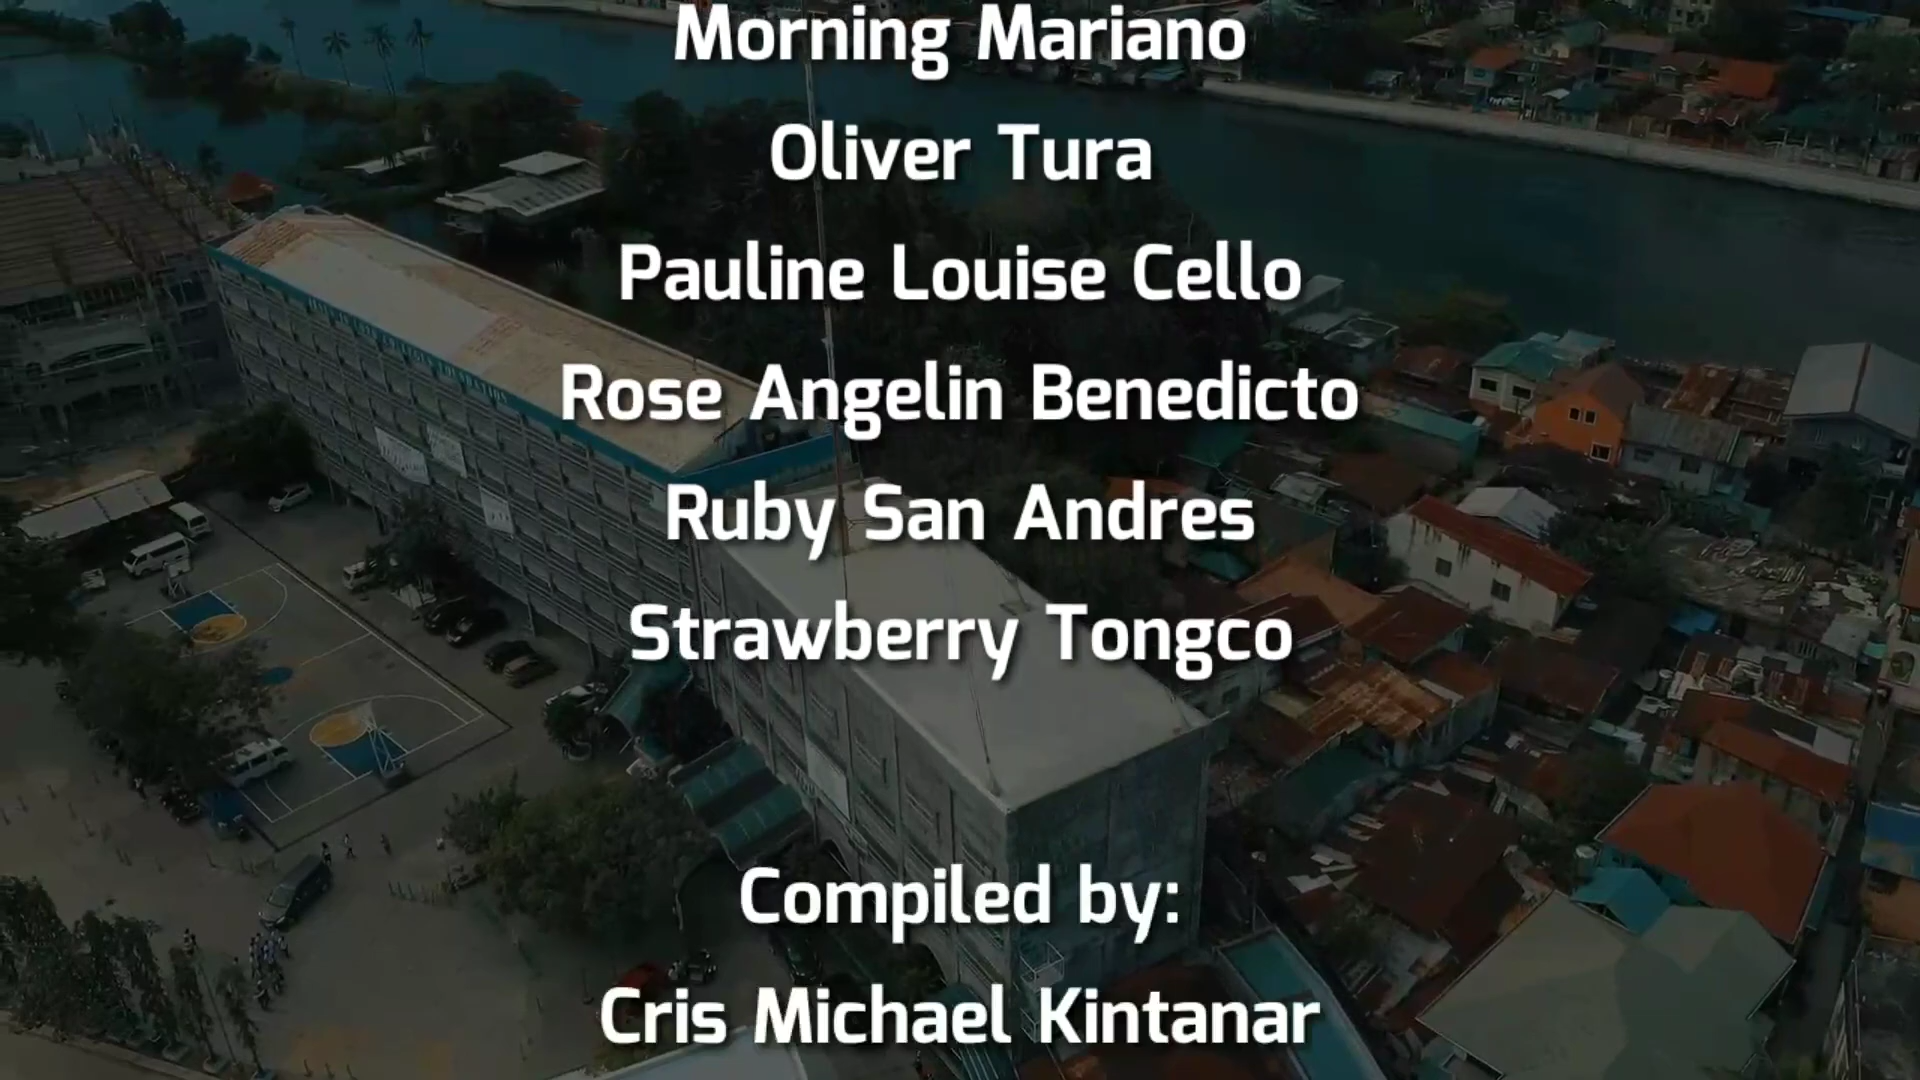 Morning Mariano
Oliver Tura
Pauline Louise Cello
Rose Angelin Benedicto
Ruby San Andres
Strawberry Tongco
Compiled by:
Cris Michael Kintanar